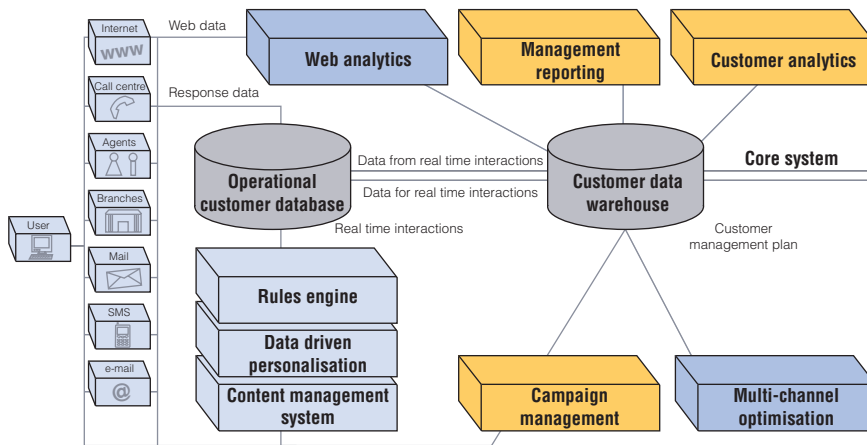 Internet
www
Call centre
Agents
Branches
User
Mail
SMS
e-mail
@
Web data
Response data
Web analytics
Management
reporting
Customer analytics
Operational
customer database
Data from real time interactions
Data for real time interactions
Customer data
warehouse
Core system
Real time interactions
Customer
management plan
Rules engine
Data driven
personalisation
Content management
system
Campaign
management
Multi-channel
optimisation